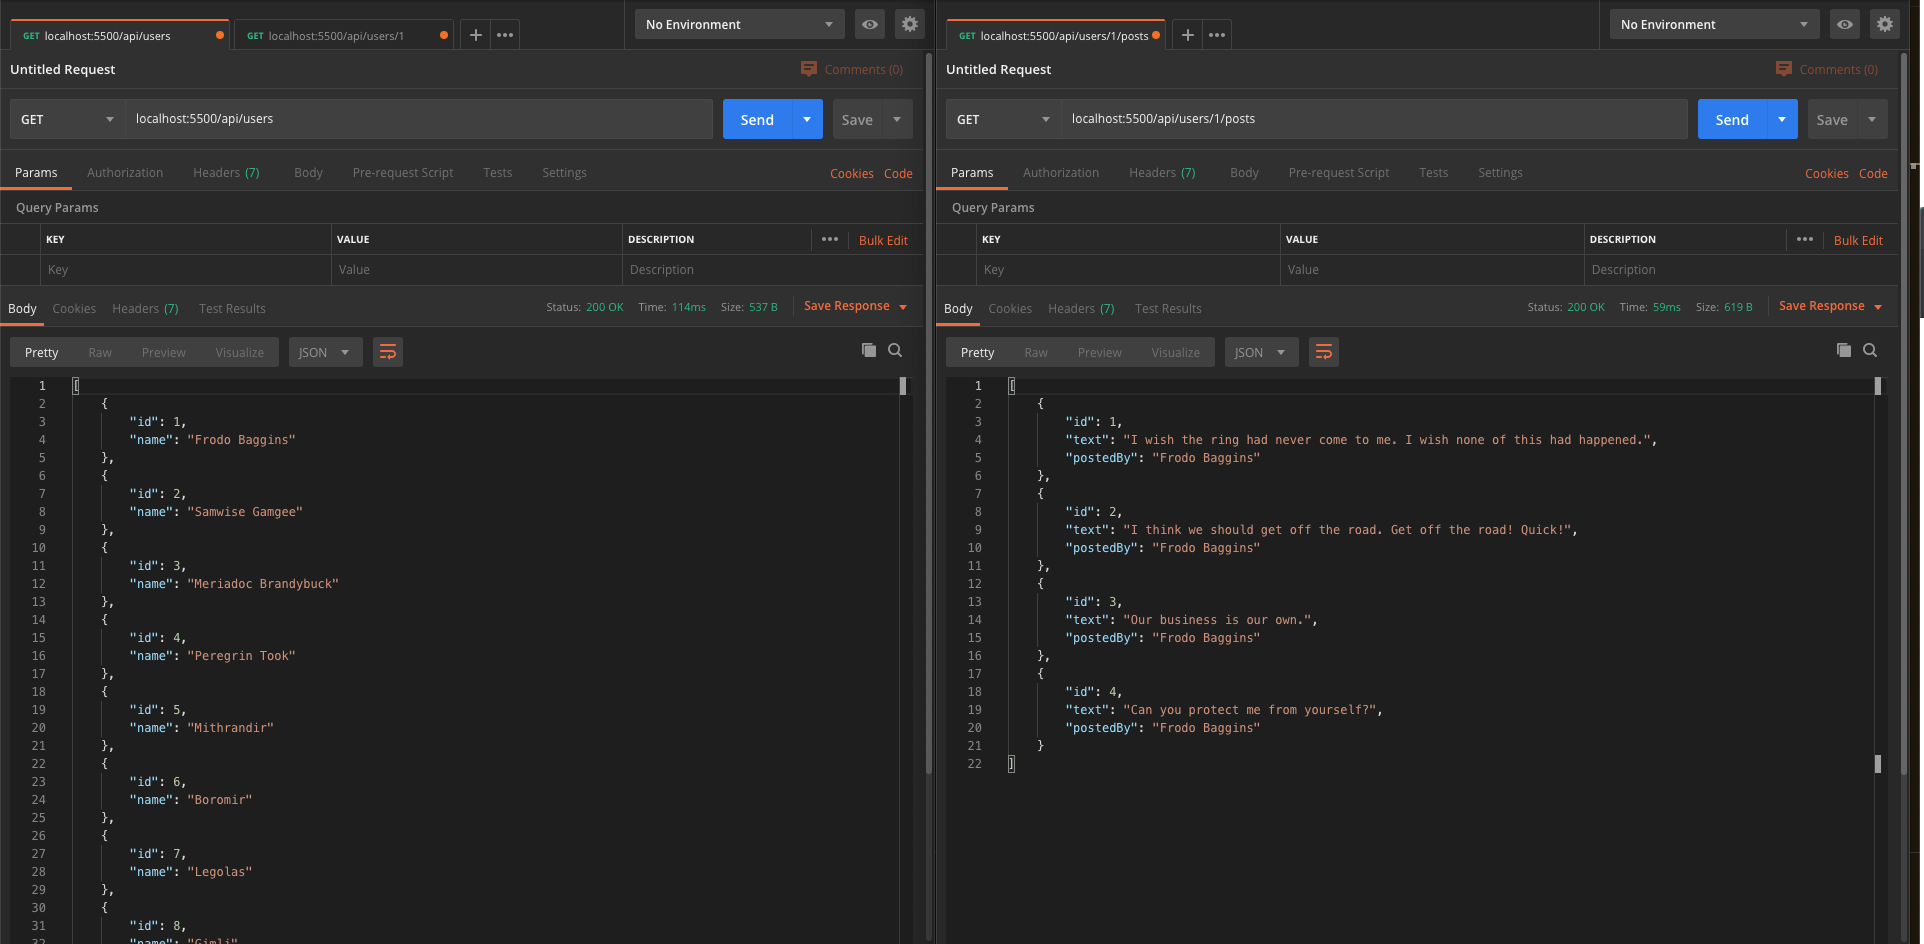 GET localhost:5500/api/users
GET localhost:5500/api/users/1
No Environment
Untitled Request
Comments (0)
GET localhost:5500/api/users
Send
Save
Params Authorization Headers (7) Body Pre-request Script Tests Settings Cookies Code
Query Params
KEY VALUE DESCRIPTION Bulk Edit
Key Value Description
Body Cookies Headers (7) Test Results Status: 200 OK Time: 114ms Size: 537 B Save Response
Pretty Raw Preview Visualize JSON
1 [
2 {
3 "id": 1,
4 "name": "Frodo Baggins"
5 },
6 {
7 "id": 2,
8 "name": "Samwise Gamgee"
9 },
10 {
11 "id": 3,
12 "name": "Meriadoc Brandybuck"
13 },
14 {
15 "id": 4,
16 "name": "Peregrin Took"
17 },
18 {
19 "id": 5,
20 "name": "Mithrandir"
21 },
22 {
23 "id": 6,
24 "name": "Boromir"
25 },
26 {
27 "id": 7,
28 "name": "Legolas"
29 },
30 {
31 "id": 8,
32 "name": "Gimli"
GET localhost:5500/api/users/1/posts
No Environment
Untitled Request
Comments (0)
GET localhost:5500/api/users/1/posts
Send
Save
Params Authorization Headers (7) Body Pre-request Script Tests Settings Cookies Code
Query Params
KEY VALUE DESCRIPTION Bulk Edit
Key Value Description
Body Cookies Headers (7) Test Results Status: 200 OK Time: 59ms Size: 619 B Save Response
Pretty Raw Preview Visualize JSON
1 [
2 {
3 "id": 1,
4 "text": "I wish the ring had never come to me. I wish none of this had happened.",
5 "postedBy": "Frodo Baggins"
6 },
7 {
8 "id": 2,
9 "text": "I think we should get off the road. Get off the road! Quick!",
10 "postedBy": "Frodo Baggins"
11 },
12 {
13 "id": 3,
14 "text": "Our business is our own.",
15 "postedBy": "Frodo Baggins"
16 },
17 {
18 "id": 4,
19 "text": "Can you protect me from yourself?",
20 "postedBy": "Frodo Baggins"
21 }
22 ]